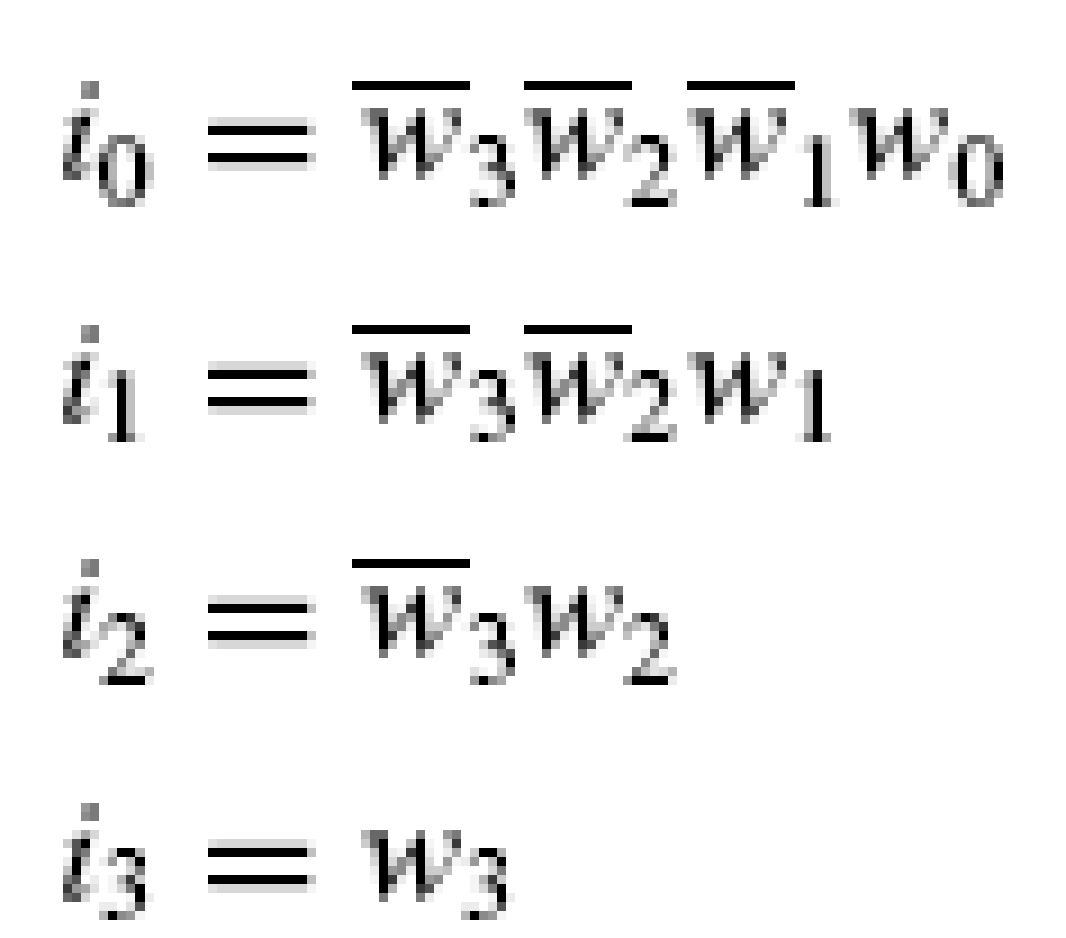 i₀ = w̅₃w̅₂w̅₁w₀
i₁ = w̅₃w̅₂w₁
i₂ = w̅₃w₂
i₃ = w₃